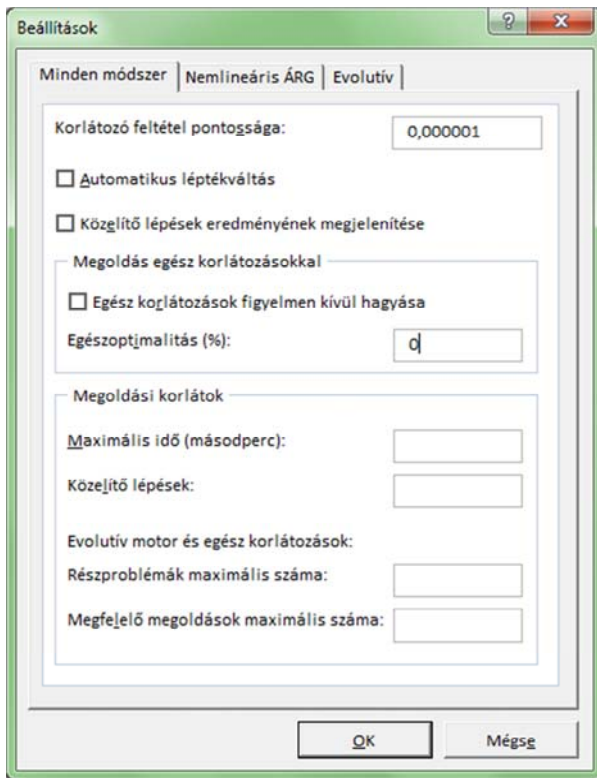 Beállítások
Minden módszer Nemlineáris ÁRG Evolutív
Korlátozó feltétel pontossága: 0,000001
Automatikus léptékváltás
Közelítő lépések eredményének megjelenítése
Megoldás egész korlátozásokkal
Egész korlátozások figyelmen kívül hagyása
Egészoptimalitás (%): 0
Megoldási korlátok
Maximális idő (másodperc):
Közelítő lépések:
Evolutív motor és egész korlátozások:
Részproblémák maximális száma:
Megfelelő megoldások maximális száma:
OK Mégse